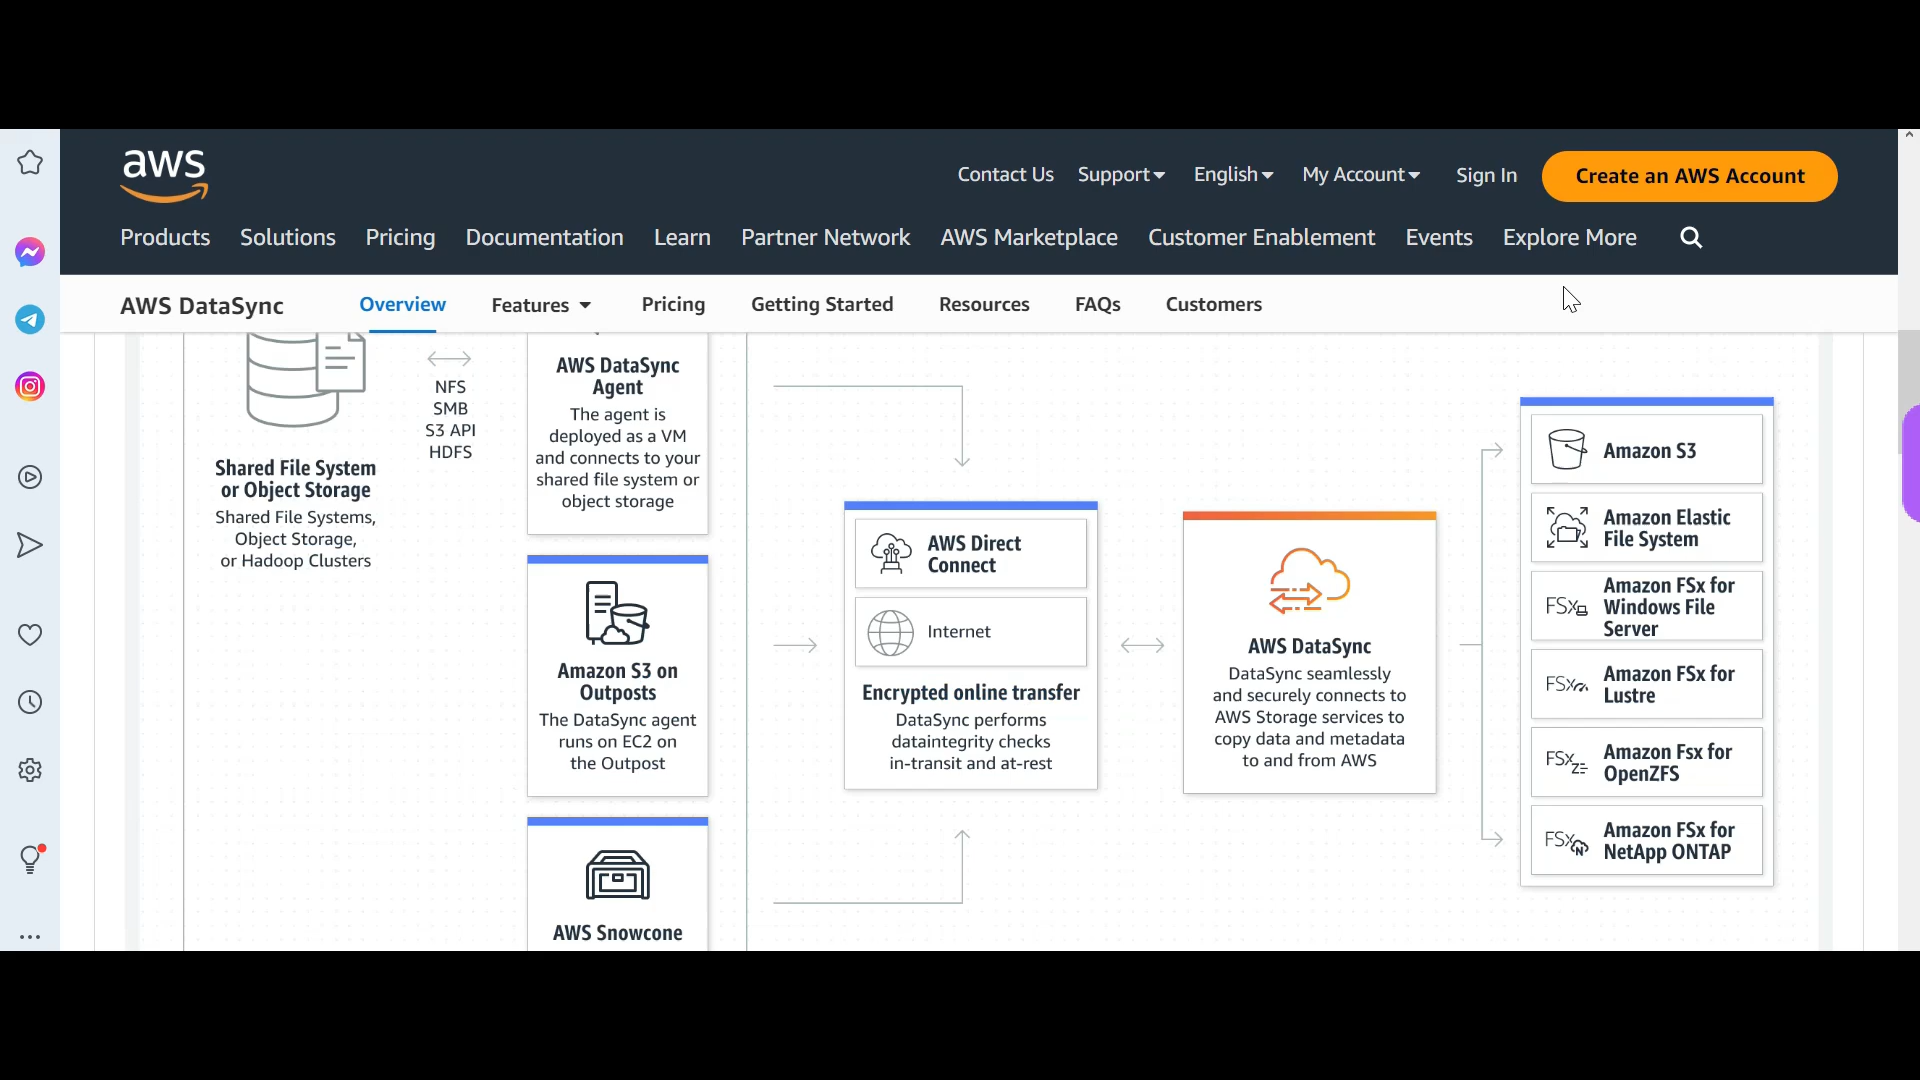 aws
Contact Us Support English My Account Sign In Create an AWS Account
Products Solutions Pricing Documentation Learn Partner Network AWS Marketplace Customer Enablement Events Explore More
AWS DataSync Overview Features Pricing Getting Started Resources FAQs Customers
NFS
SMB
S3 API
HDFS
Shared File System
or Object Storage
Shared File Systems,
Object Storage,
or Hadoop Clusters
AWS DataSync
Agent
The agent is
deployed as a VM
and connects to your
shared file system or
object storage
Amazon S3 on
Outposts
The DataSync agent
runs on EC2 on
the Outpost
AWS Snowcone
AWS Direct
Connect
Internet
Encrypted online transfer
DataSync performs
dataintegrity checks
in-transit and at-rest
AWS DataSync
DataSync seamlessly
and securely connects to
AWS Storage services to
copy data and metadata
to and from AWS
Amazon S3
Amazon Elastic
File System
FSx
Amazon FSx for
Windows File
Server
FSx
Amazon FSx for
Lustre
FSx Z
Amazon Fsx for
OpenZFS
FSx N
Amazon FSx for
NetApp ONTAP